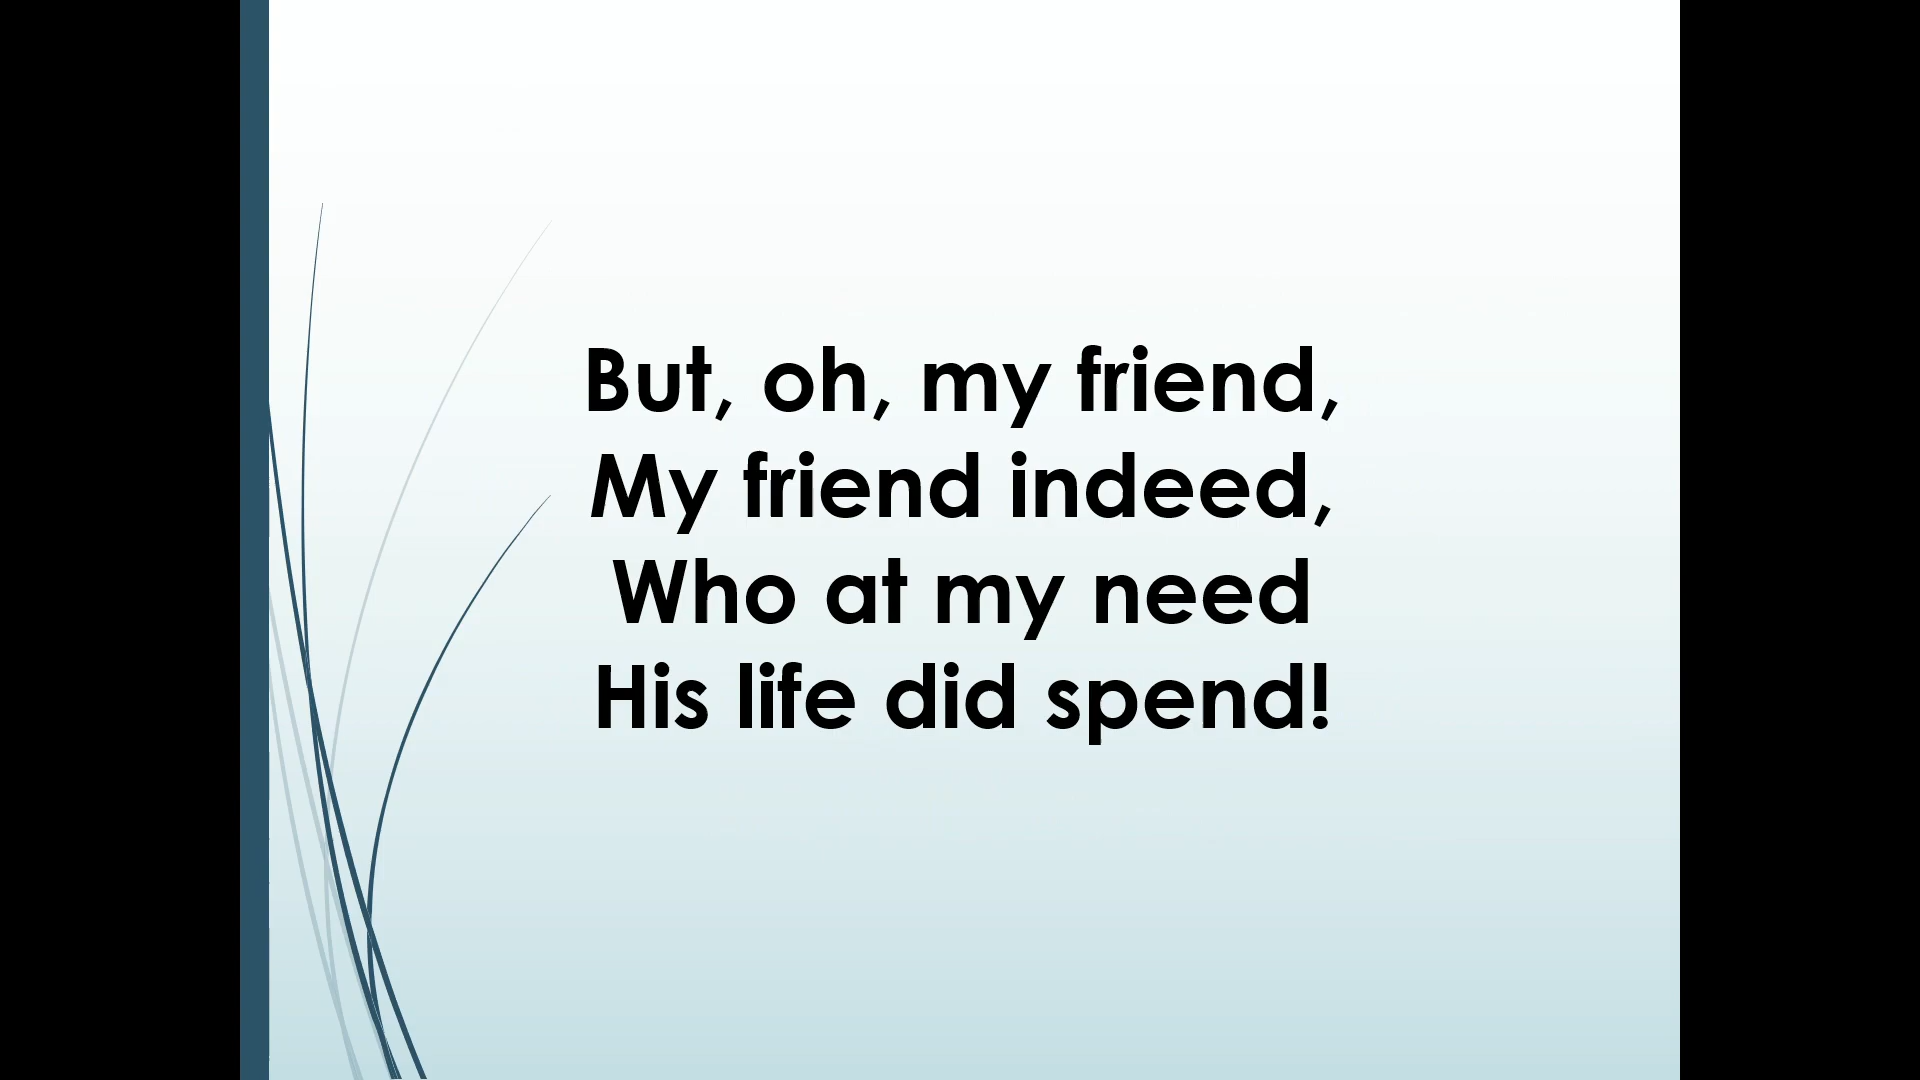 But, oh, my friend,
My friend indeed,
Who at my need
His life did spend!